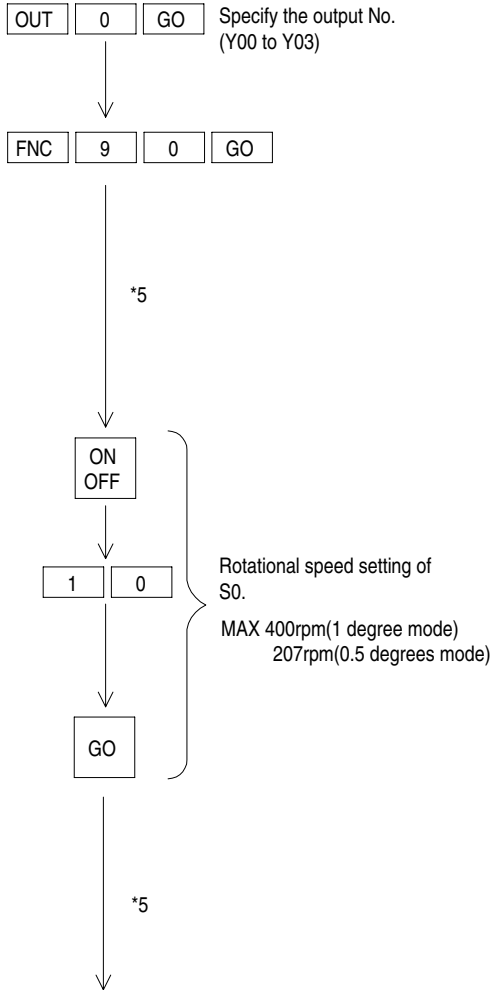 OUT 0 GO Specify the output No.
(Y00 to Y03)
FNC 9 0 GO
*5
ON
OFF
1 0
Rotational speed setting of
S0.
MAX 400rpm(1 degree mode)
207rpm(0.5 degrees mode)
GO
*5